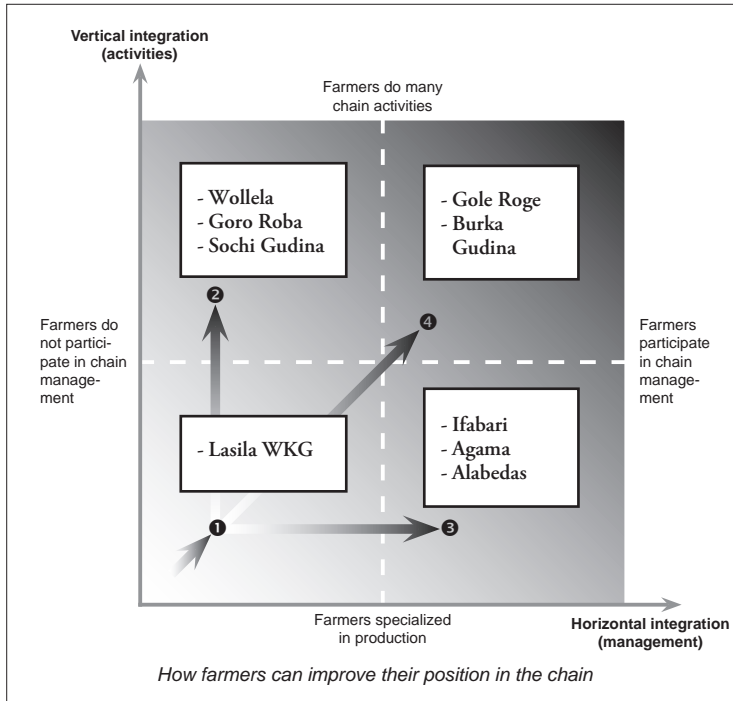 Vertical integration
(activities)
Farmers do many
chain activities
- Wollela
- Goro Roba
- Sochi Gudina
- Gole Roge
- Burka
Gudina
2
4
Farmers do
not partici-
pate in chain
manage-
ment
Farmers
participate
in chain
manage-
ment
- Lasila WKG
- Ifabari
- Agama
- Alabedas
1
3
Farmers specialized
in production
Horizontal integration
(management)
How farmers can improve their position in the chain